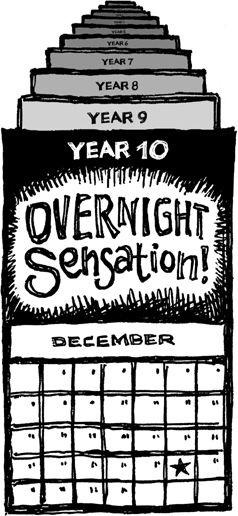 YEAR 6
YEAR 7
YEAR 8
YEAR 9
YEAR 10
OVERNIGHT
Sensation!
DECEMBER